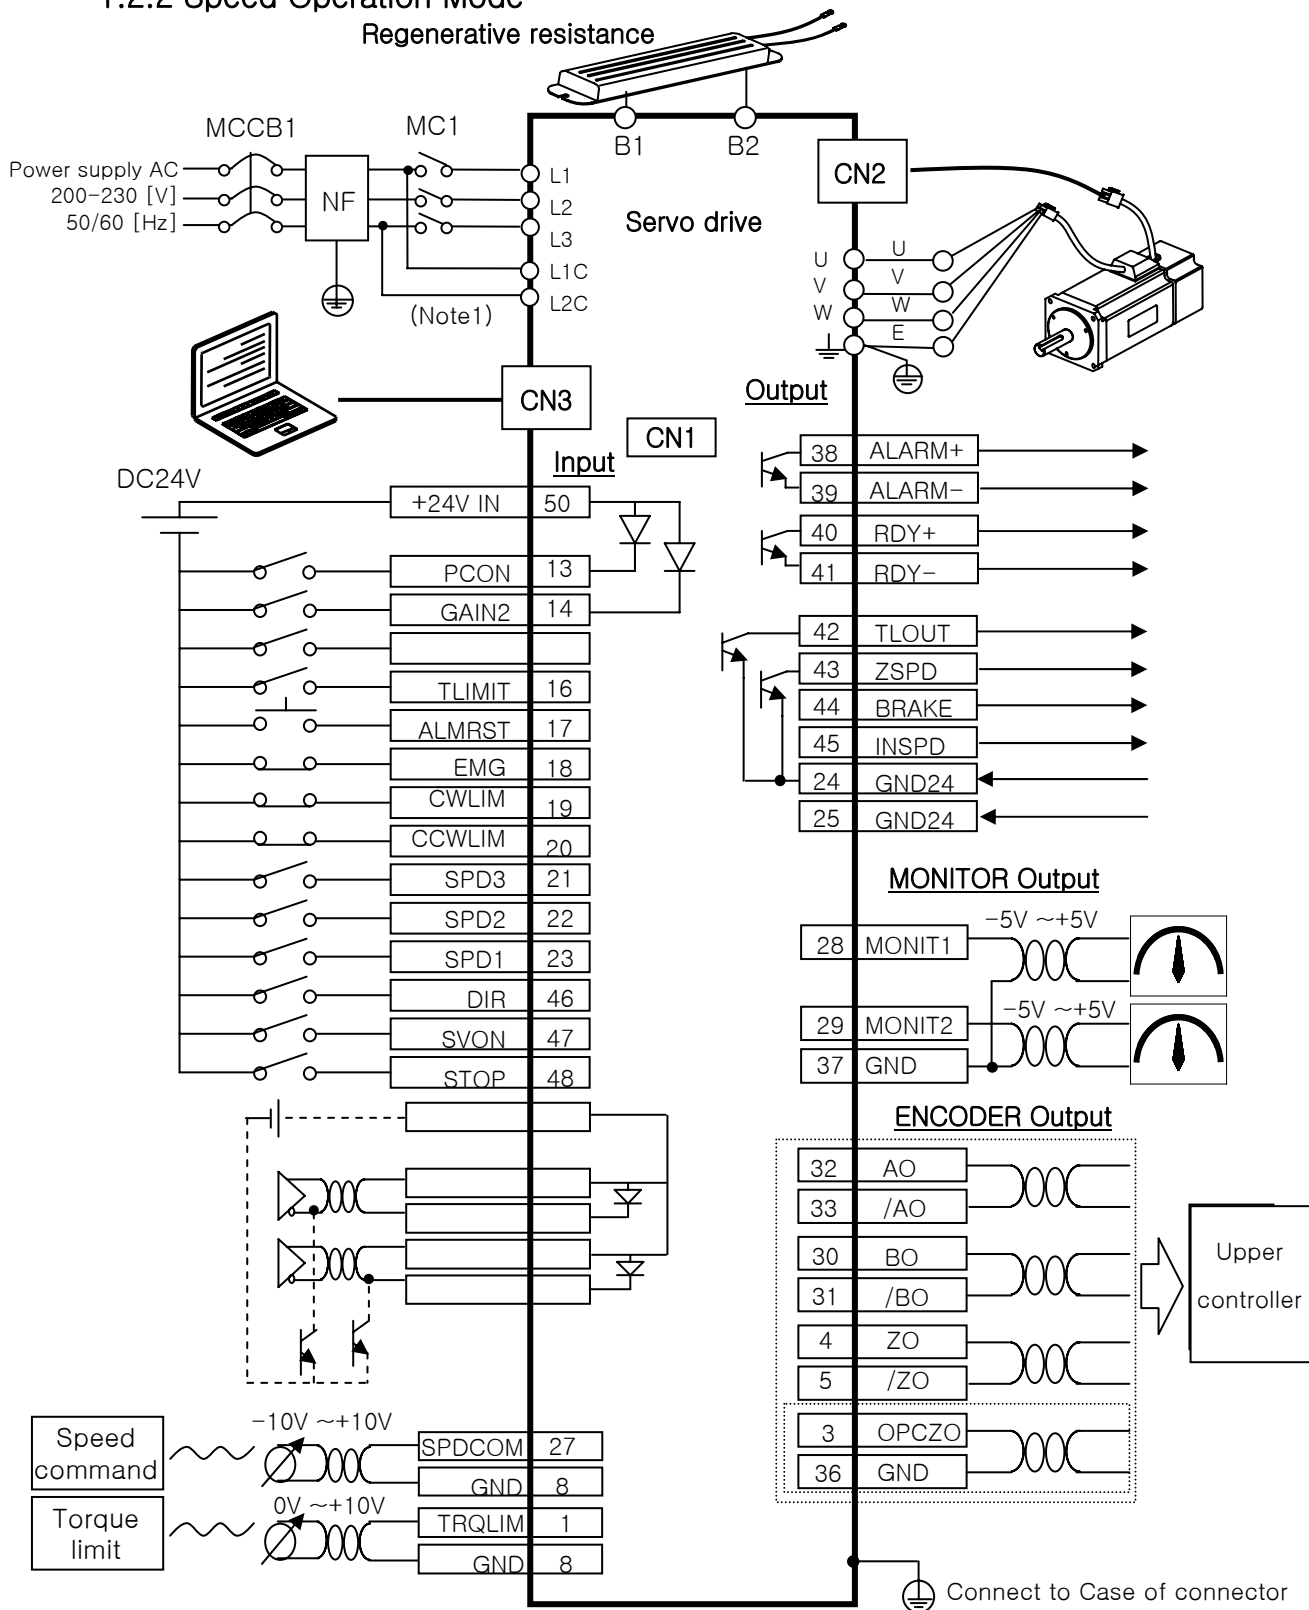 1.2.2 Speed Operation Mode
Regenerative resistance
MCCB1
MC1
B1
B2
CN2
Power supply AC
200-230 [V]
50/60 [Hz]
NF
L1
L2
L3
L1C
L2C
(Note1)
Servo drive
U
V
W
U
V
W
E
CN3
CN1
Output
Input
DC24V
+24V IN 50
PCON 13
GAIN2 14
TLIMIT 16
ALMRST 17
EMG 18
CWLIM 19
CCWLIM 20
SPD3 21
SPD2 22
SPD1 23
DIR 46
SVON 47
STOP 48
38 ALARM+
39 ALARM-
40 RDY+
41 RDY-
42 TLOUT
43 ZSPD
44 BRAKE
45 INSPD
24 GND24
25 GND24
MONITOR Output
-5V ~+5V
28 MONIT1
-5V ~+5V
29 MONIT2
37 GND
ENCODER Output
32 AO
33 /AO
30 BO
31 /BO
4 ZO
5 /ZO
3 OPCZO
36 GND
Upper
controller
Speed
command
-10V ~+10V
SPDCOM 27
GND 8
Torque
limit
0V ~+10V
TRQLIM 1
GND 8
Connect to Case of connector